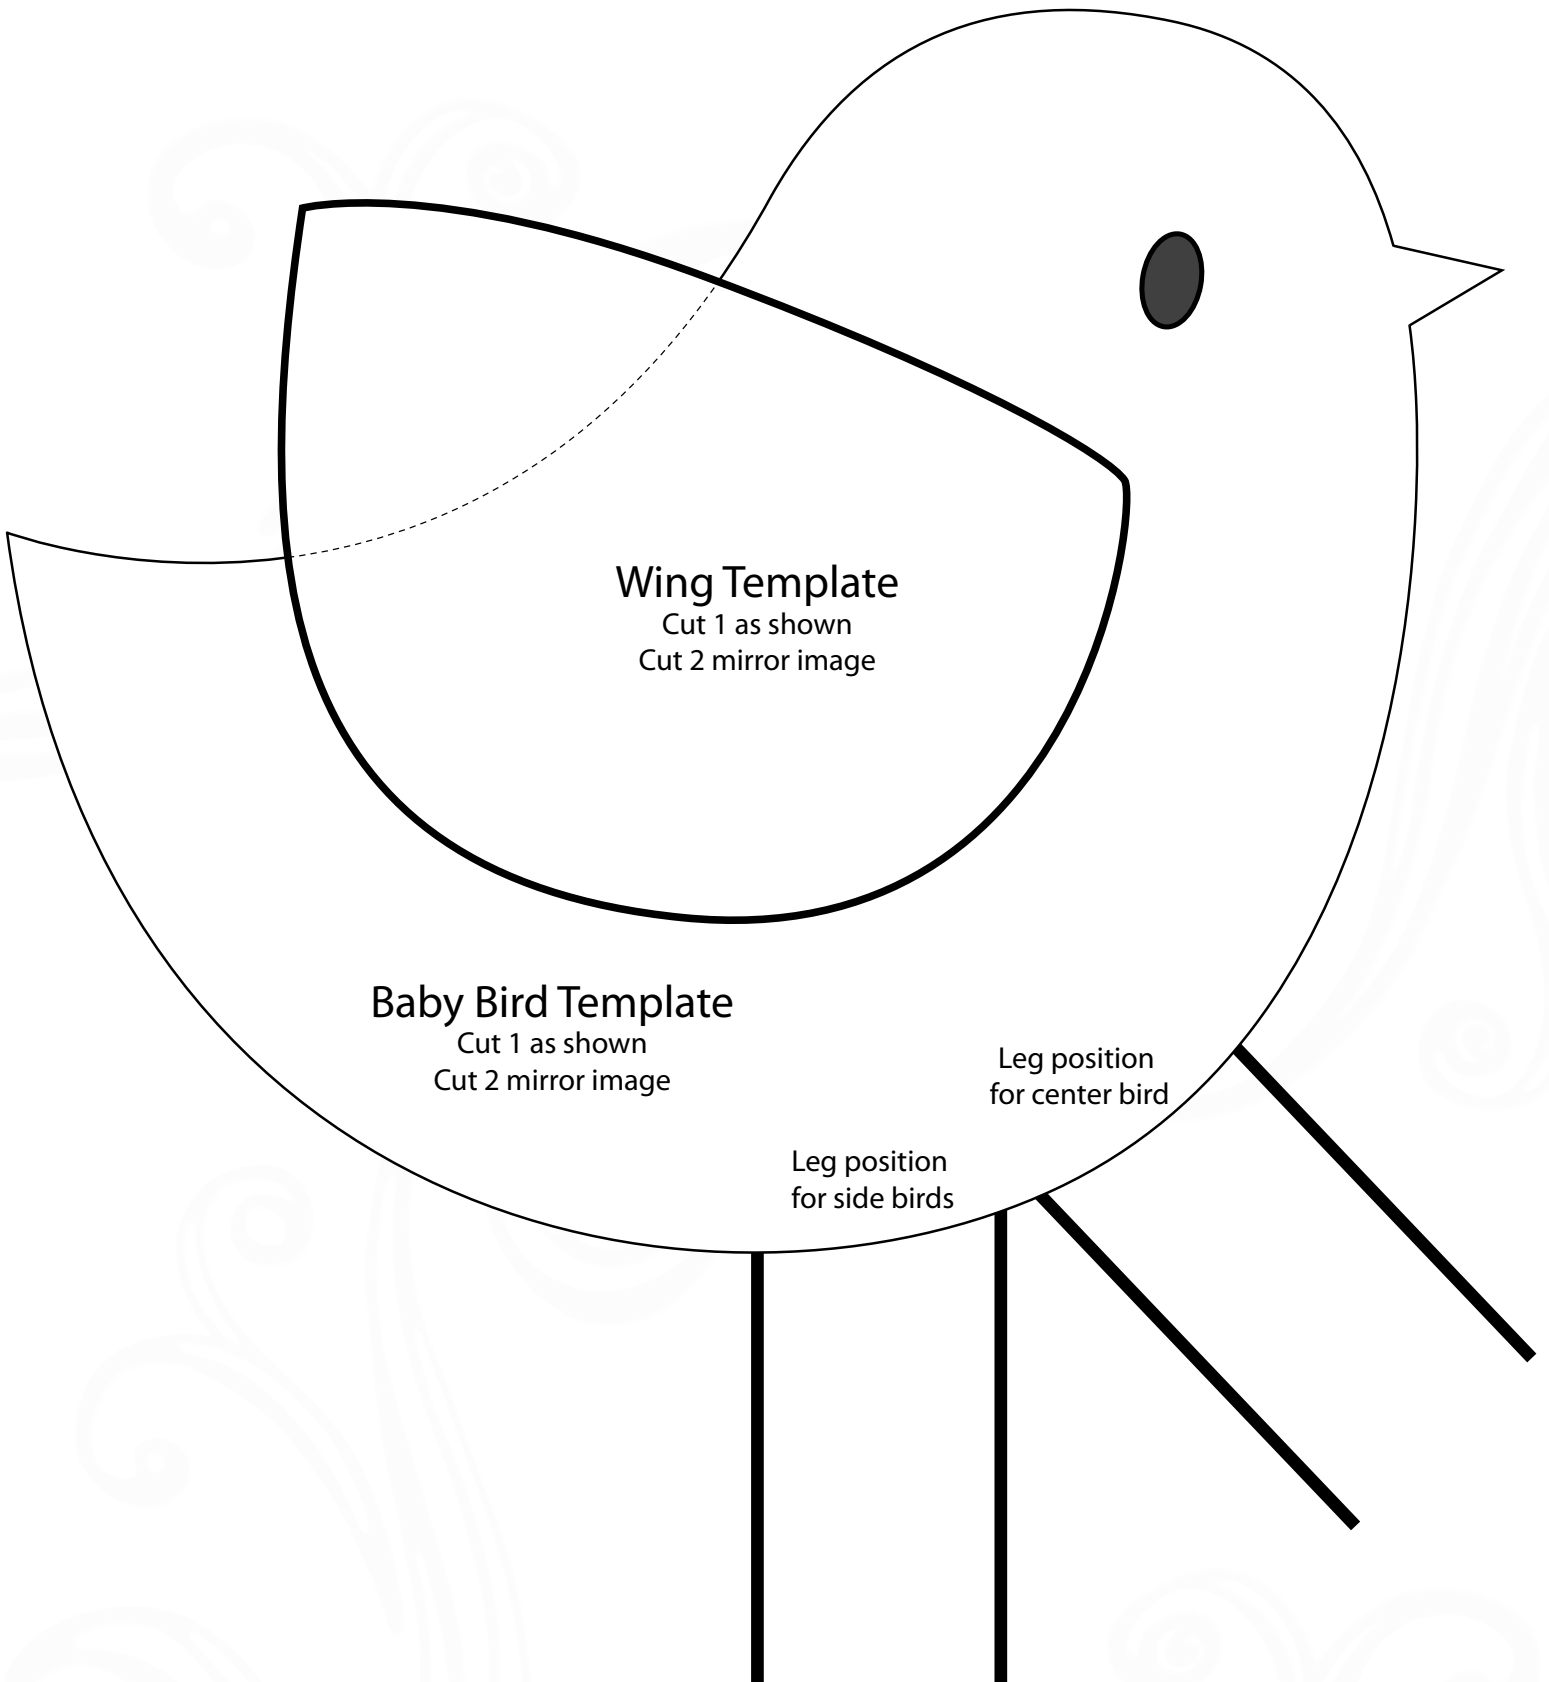 Wing Template
Cut 1 as shown
Cut 2 mirror image
Baby Bird Template
Cut 1 as shown
Cut 2 mirror image
Leg position
for center bird
Leg position
for side birds